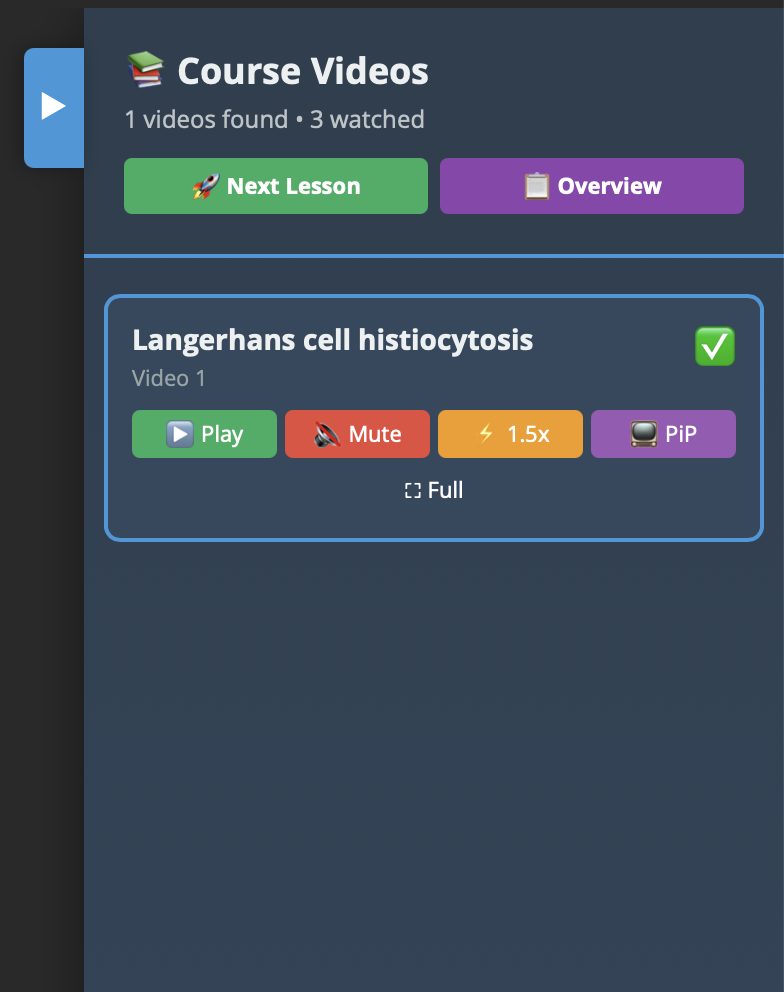 Course Videos
1 videos found • 3 watched
Next Lesson
Overview
Langerhans cell histiocytosis
Video 1
Play
Mute
1.5x
PiP
Full